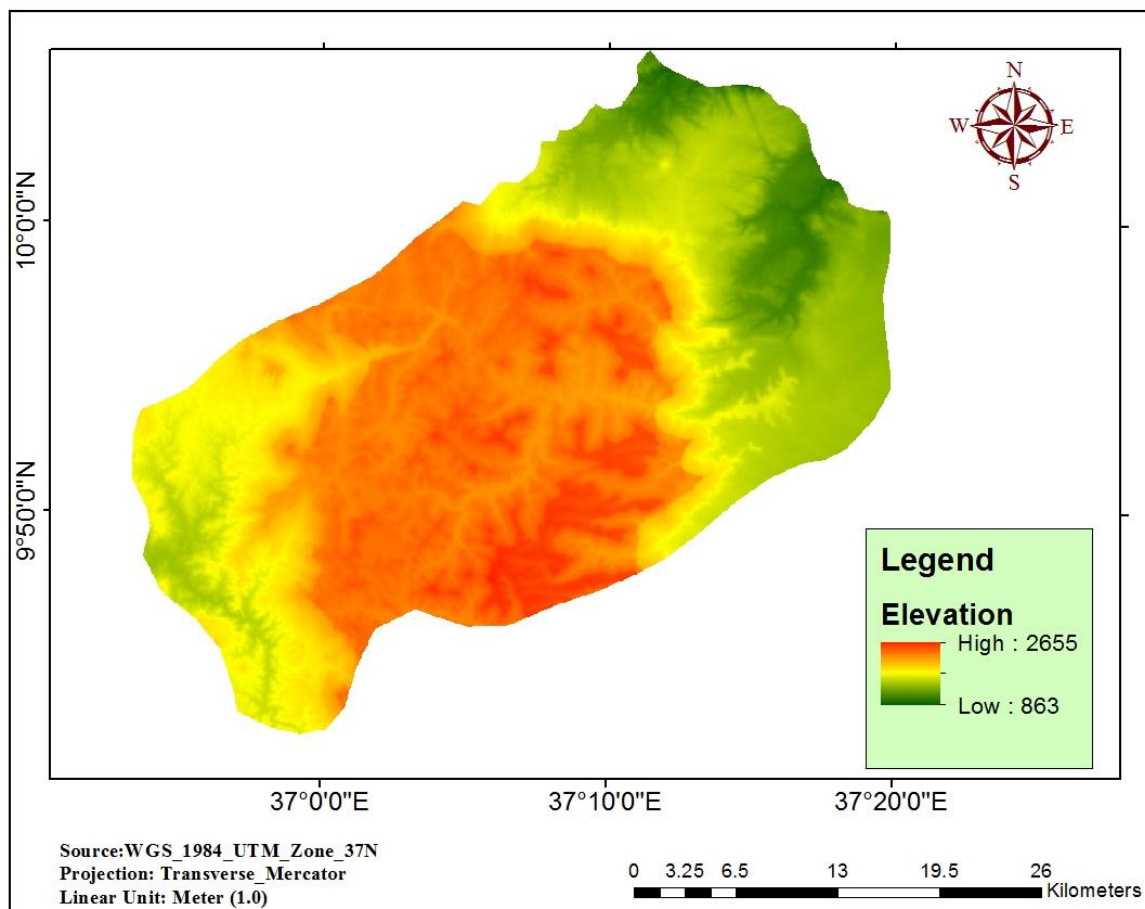 N
W E
S
10°0'0"N
9°50'0"N
Legend
Elevation
High : 2655
Low : 863
37°0'0"E 37°10'0"E 37°20'0"E
Source:WGS_1984_UTM_Zone_37N
Projection: Transverse_Mercator
Linear Unit: Meter (1.0)
0 3.25 6.5 13 19.5 26
Kilometers